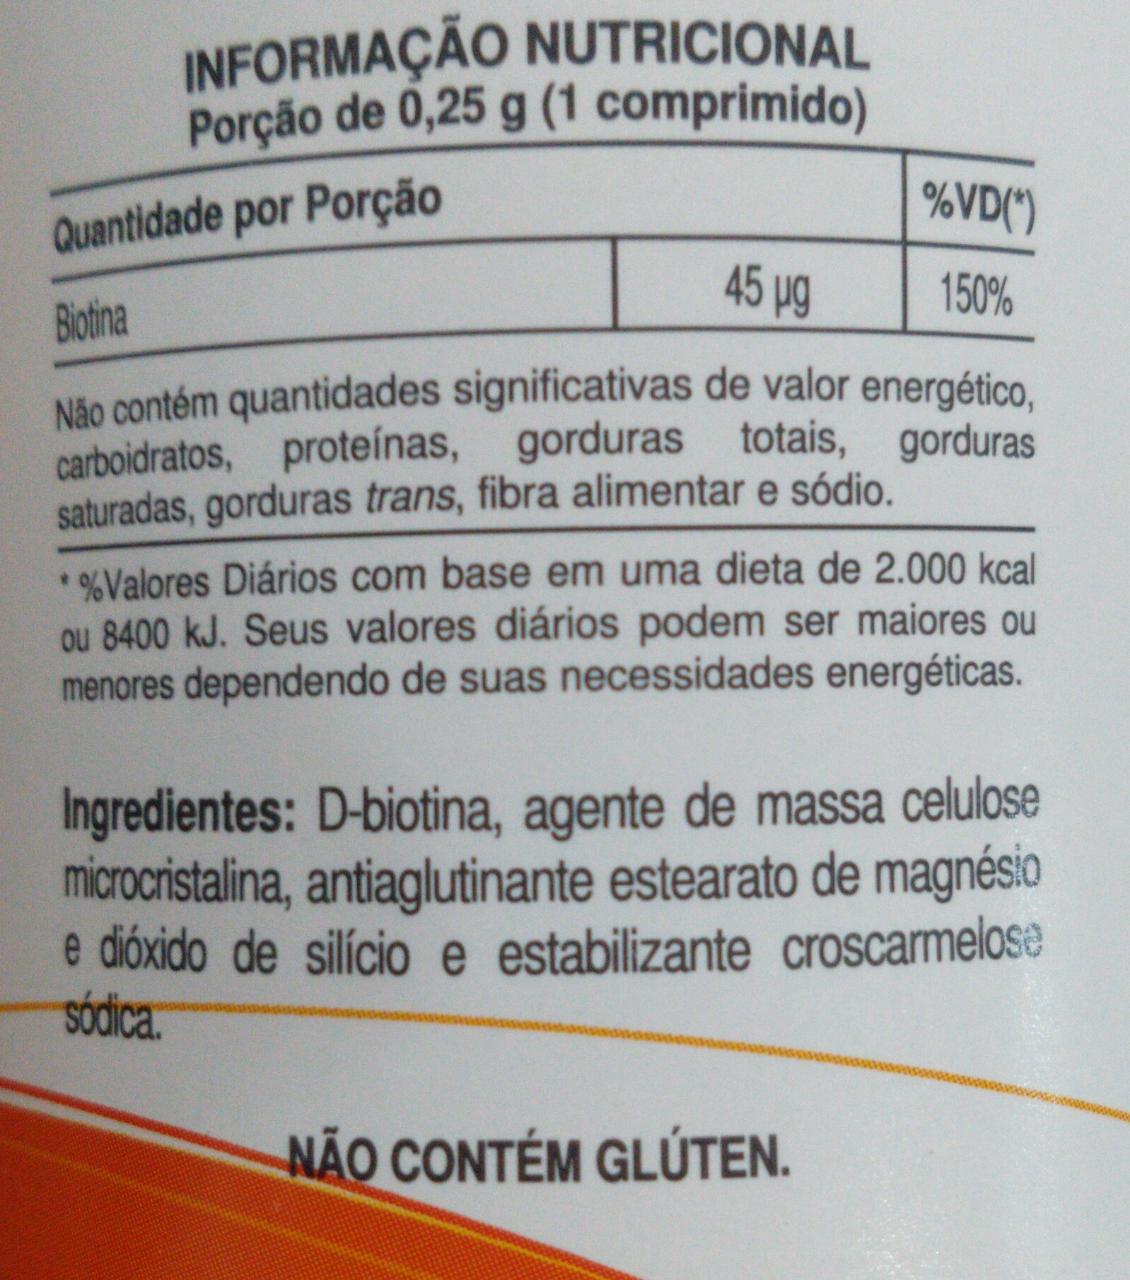 INFORMAÇÃO NUTRICIONAL
Porção de 0,25 g (1 comprimido)
Quantidade por Porção %VD(*)
Biotina 45 µg 150%
Não contém quantidades significativas de valor energético,
carboidratos, proteínas, gorduras totais, gorduras
saturadas, gorduras trans, fibra alimentar e sódio.
* %Valores Diários com base em uma dieta de 2.000 kcal
ou 8400 kJ. Seus valores diários podem ser maiores ou
menores dependendo de suas necessidades energéticas.
Ingredientes: D-biotina, agente de massa celulose
microcristalina, antiaglutinante estearato de magnésio
e dióxido de silício e estabilizante croscarmelose
sódica.
NÃO CONTÉM GLÚTEN.